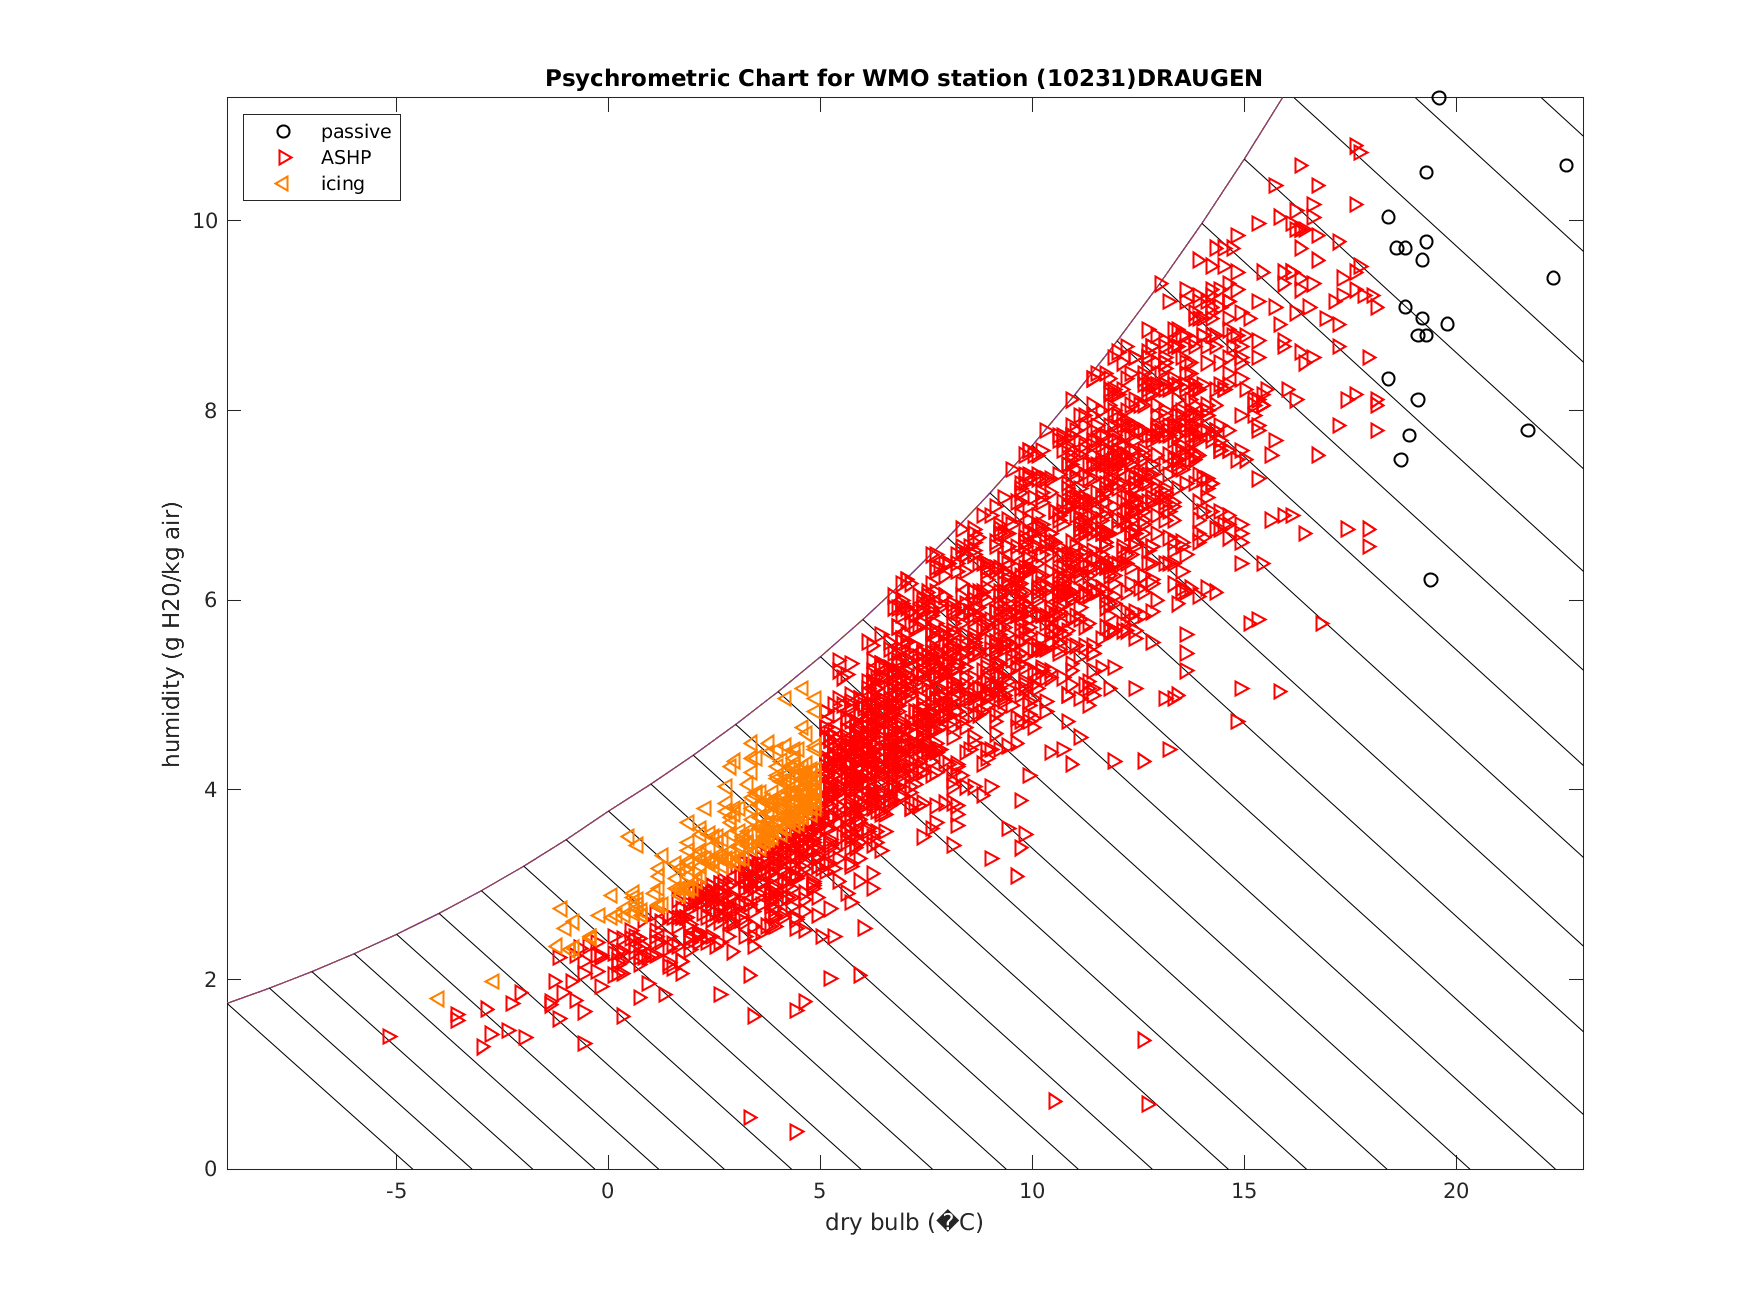 Psychrometric Chart for WMO station (10231)DRAUGEN
passive
ASHP
icing
humidity (g H20/kg air)
10
8
6
4
2
0
-5
0
5
10
15
20
dry bulb (�C)